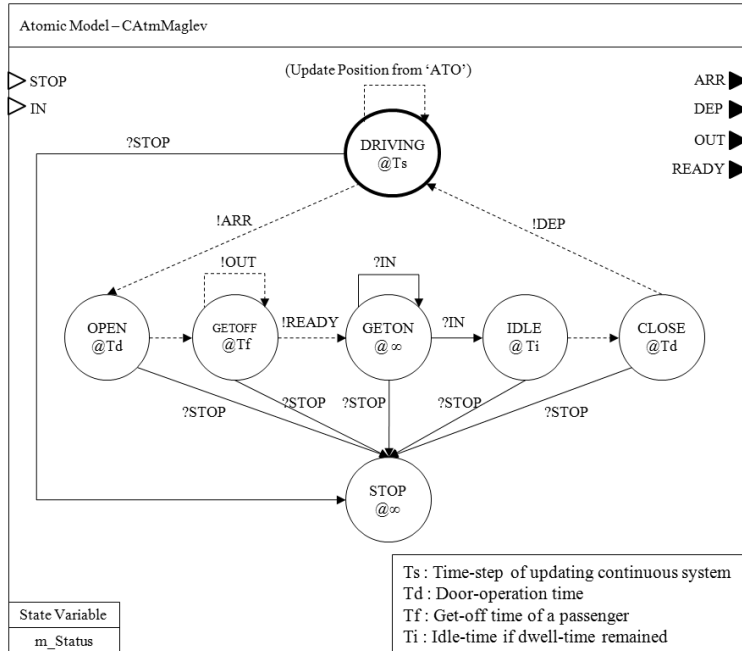 Atomic Model – CAtmMaglev
STOP
IN
(Update Position from ‘ATO’)
ARR
DEP
OUT
READY
?STOP
DRIVING
@Ts
!ARR
!DEP
!OUT
?IN
OPEN
@Td
GETOFF
@Tf
!READY
GETON
@ ∞
?IN
IDLE
@ Ti
CLOSE
@Td
?STOP
?STOP
?STOP
?STOP
?STOP
STOP
@∞
Ts : Time-step of updating continuous system
Td : Door-operation time
Tf : Get-off time of a passenger
Ti : Idle-time if dwell-time remained
State Variable
m_Status